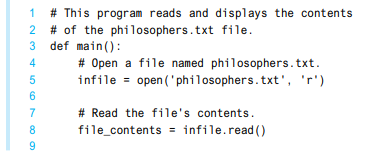 1 # This program reads and displays the contents
2 # of the philosophers.txt file.
3 def main():
4     # Open a file named philosophers.txt.
5     infile = open('philosophers.txt', 'r')
6
7     # Read the file's contents.
8     file_contents = infile.read()
9